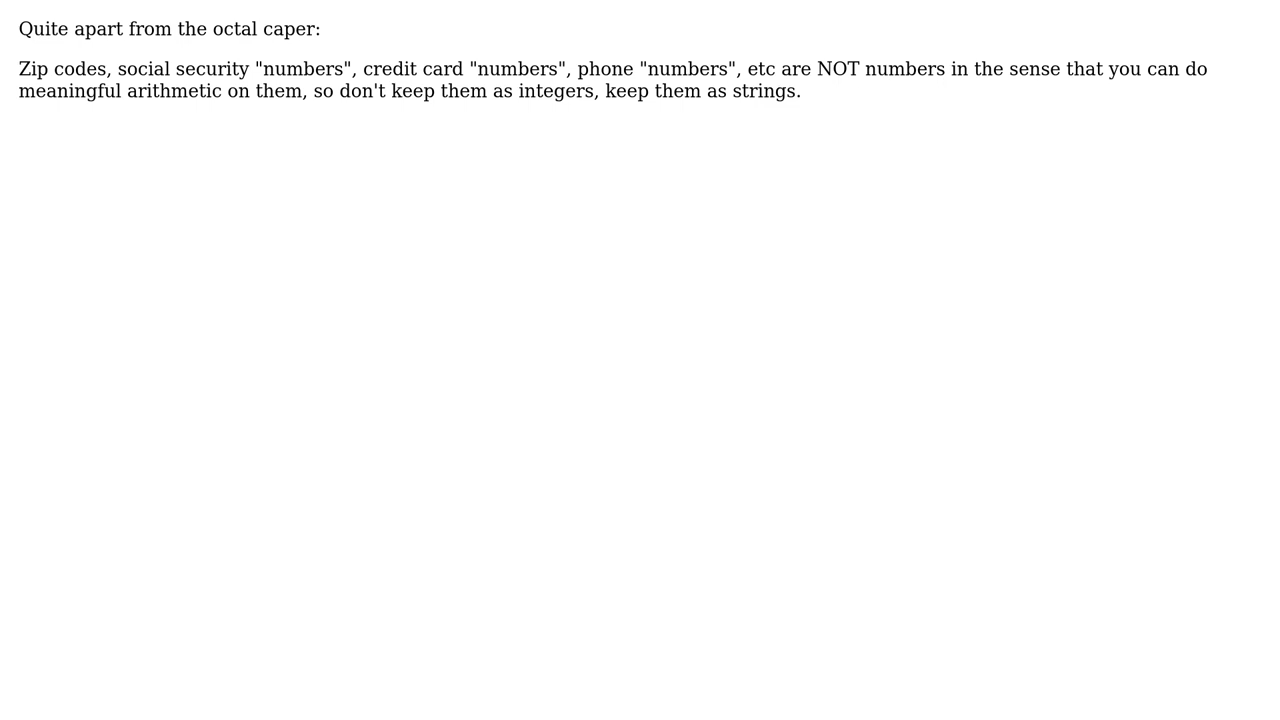 Quite apart from the octal caper:
Zip codes, social security "numbers", credit card "numbers", phone "numbers", etc are NOT numbers in the sense that you can do
meaningful arithmetic on them, so don't keep them as integers, keep them as strings.